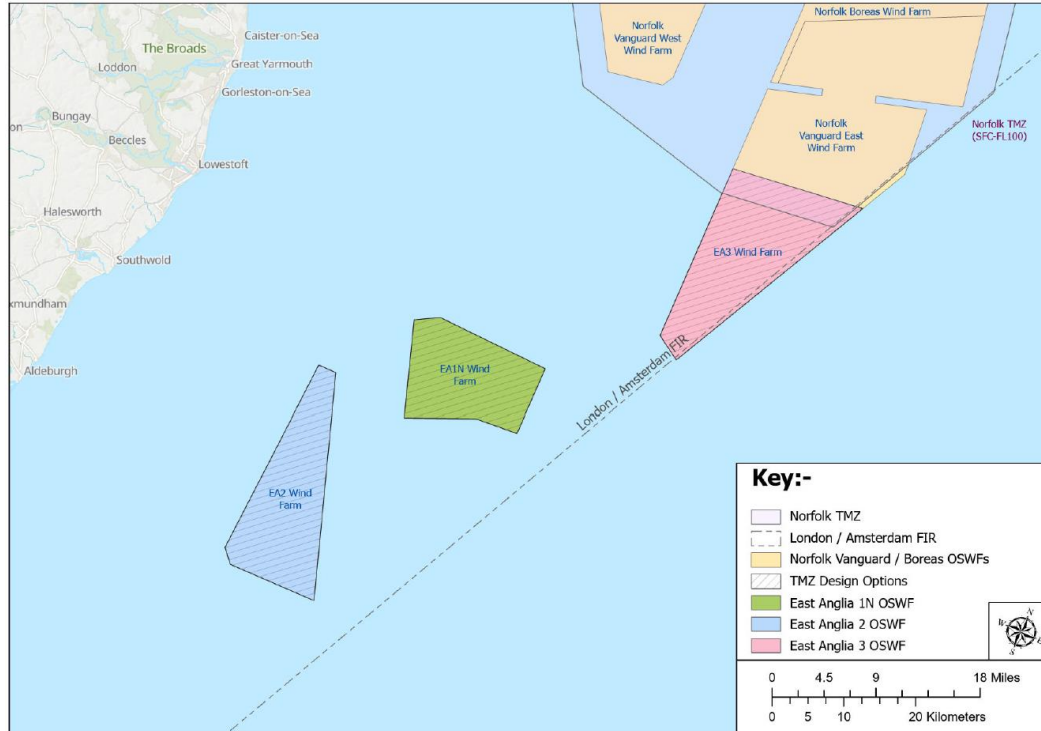 Caister-on-Sea
The Broads
Loddon
Great Yarmouth
Gorleston-on-Sea
on
Bungay
Beccles
Lowestoft
Halesworth
Southwold
xmundham
Aldeburgh
Norfolk
Vanguard West
Wind Farm
Norfolk Boreas Wind Farm
Norfolk
Vanguard East
Wind Farm
Norfolk TMZ
(SFC-FL100)
EA3 Wind Farm
EA1N Wind
Farm
EA2 Wind
Farm
London / Amsterdam FIR
Key:-
Norfolk TMZ
London / Amsterdam FIR
Norfolk Vanguard / Boreas OSWFs
TMZ Design Options
East Anglia 1N OSWF
East Anglia 2 OSWF
East Anglia 3 OSWF
N
W
E
S
0 4.5 9 18 Miles
0 5 10 20 Kilometers